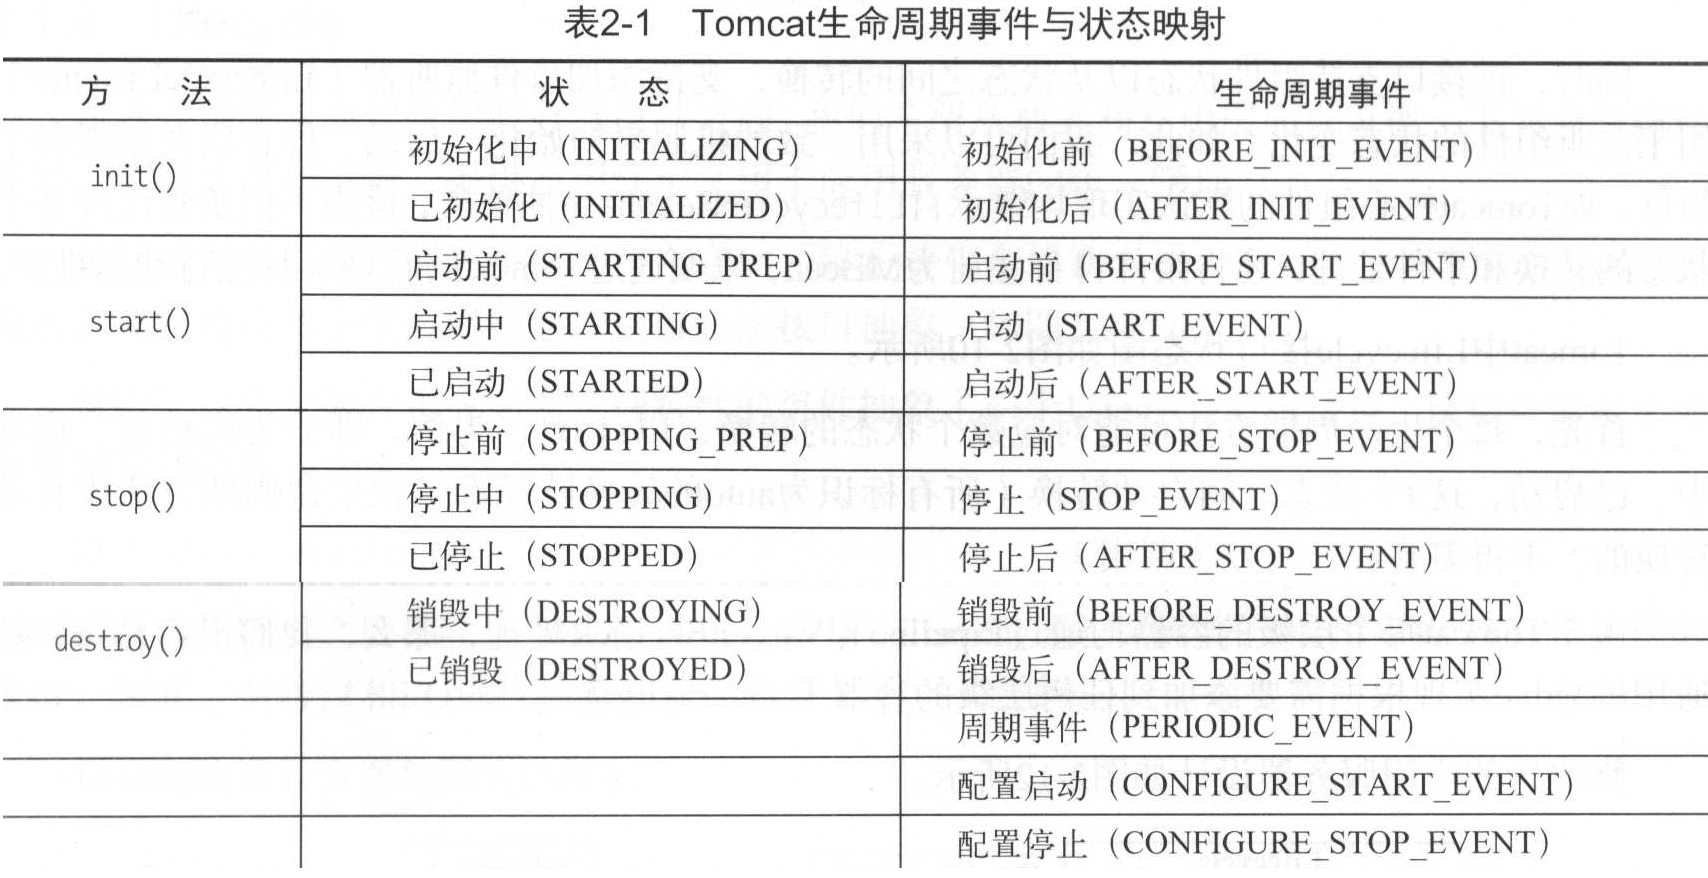 表2-1 Tomcat生命周期事件与状态映射
方 法 状 态 生命周期事件
init() 初始化中（INITIALIZING） 初始化前（BEFORE_INIT_EVENT）
已初始化（INITIALIZED） 初始化后（AFTER_INIT_EVENT）
start() 启动前（STARTING_PREP） 启动前（BEFORE_START_EVENT）
启动中（STARTING） 启动（START_EVENT）
已启动（STARTED） 启动后（AFTER_START_EVENT）
stop() 停止前（STOPPING_PREP） 停止前（BEFORE_STOP_EVENT）
停止中（STOPPING） 停止（STOP_EVENT）
已停止（STOPPED） 停止后（AFTER_STOP_EVENT）
destroy() 销毁中（DESTROYING） 销毁前（BEFORE_DESTROY_EVENT）
已销毁（DESTROYED） 销毁后（AFTER_DESTROY_EVENT）
周期事件（PERIODIC_EVENT）
配置启动（CONFIGURE_START_EVENT）
配置停止（CONFIGURE_STOP_EVENT）